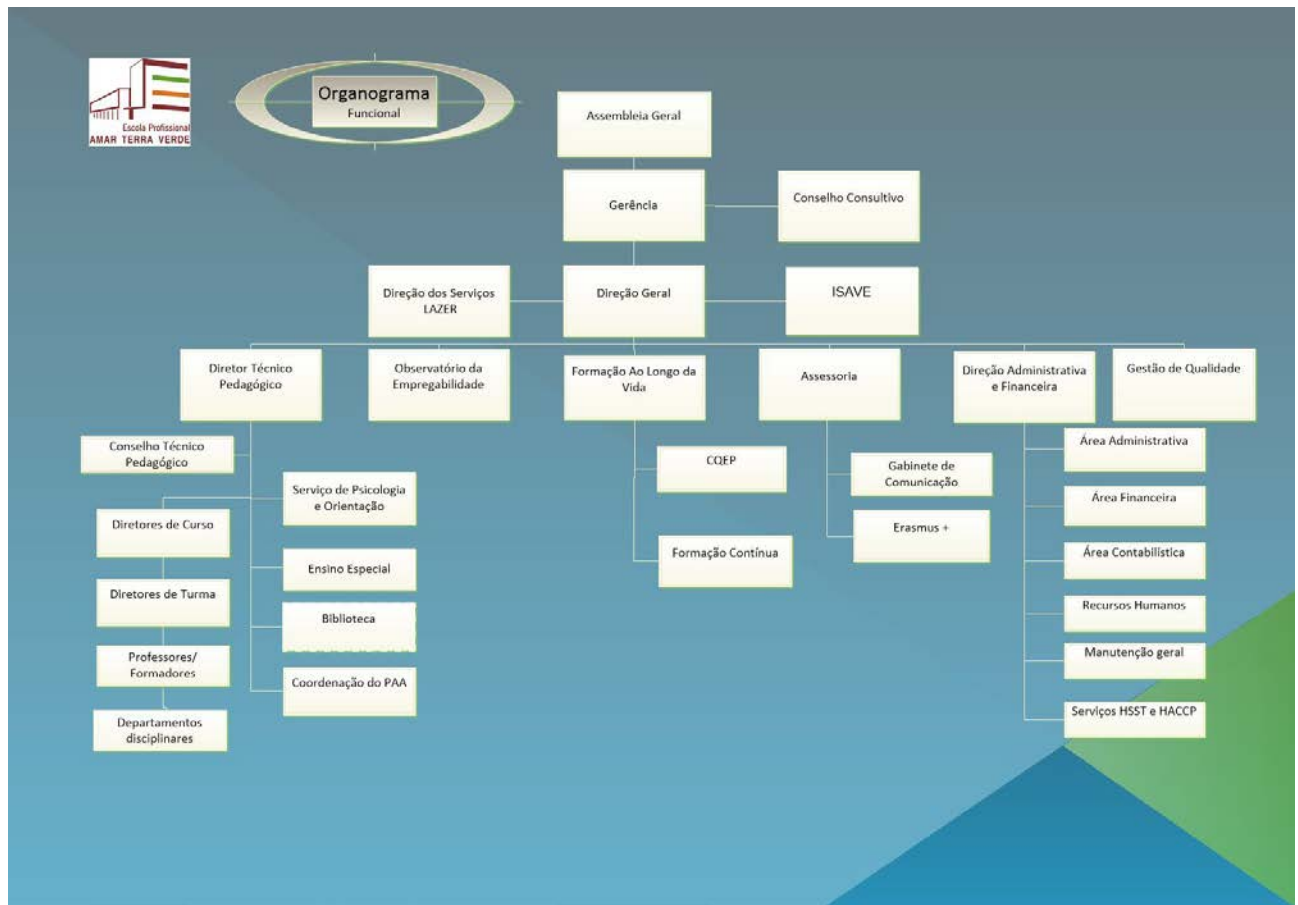 Escola Profissional
AMAR TERRA VERDE
Organograma
Funcional
Assembleia Geral
Gerência
Conselho Consultivo
Direção dos Serviços
LAZER
Direção Geral
ISAVE
Diretor Técnico
Pedagógico
Observatório da
Empregabilidade
Formação Ao Longo da
Vida
Assessoria
Direção Administrativa
e Financeira
Gestão de Qualidade
Conselho Técnico
Pedagógico
Diretores de Curso
Diretores de Turma
Professores/
Formadores
Departamentos
disciplinares
Serviço de Psicologia
e Orientação
Ensino Especial
Biblioteca
Coordenação do PAA
CQEP
Formação Contínua
Gabinete de
Comunicação
Erasmus +
Área Administrativa
Área Financeira
Área Contabilística
Recursos Humanos
Manutenção geral
Serviços HSST e HACCP